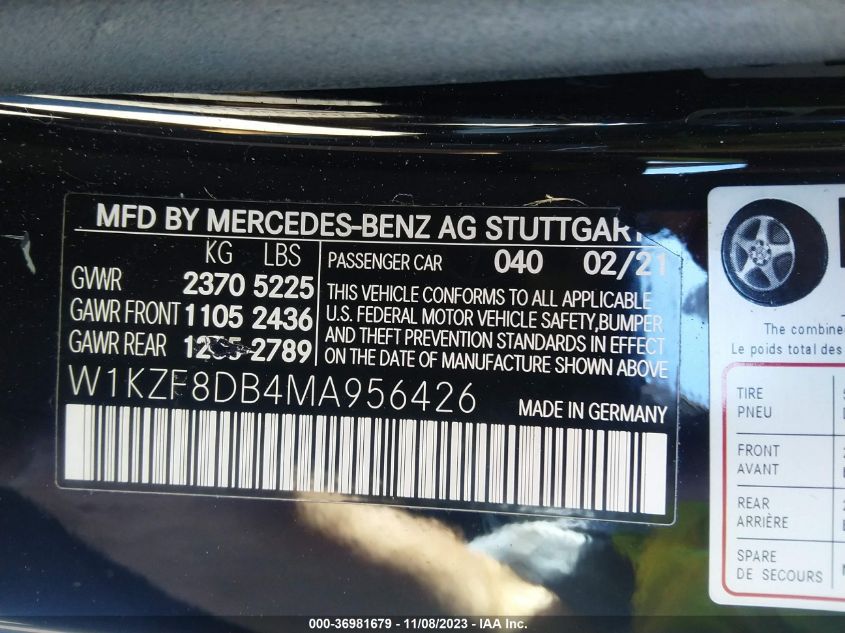 MFD BY MERCEDES-BENZ AG STUTTGART
KG LBS
GVWR 2370 5225
GAWR FRONT 1105 2436
GAWR REAR 2789
PASSENGER CAR 040 02/21
THIS VEHICLE CONFORMS TO ALL APPLICABLE
U.S. FEDERAL MOTOR VEHICLE SAFETY,BUMPER
AND THEFT PREVENTION STANDARDS IN EFFECT
ON THE DATE OF MANUFACTURE SHOWN ABOVE
W1KZF8DB4MA956426
MADE IN GERMANY
The combine
Le poids total des
TIRE
PNEU
FRONT
AVANT
REAR
ARRIÈRE
SPARE
DE SECOURS
000-36981679 — 11/08/2023 — IAA Inc.